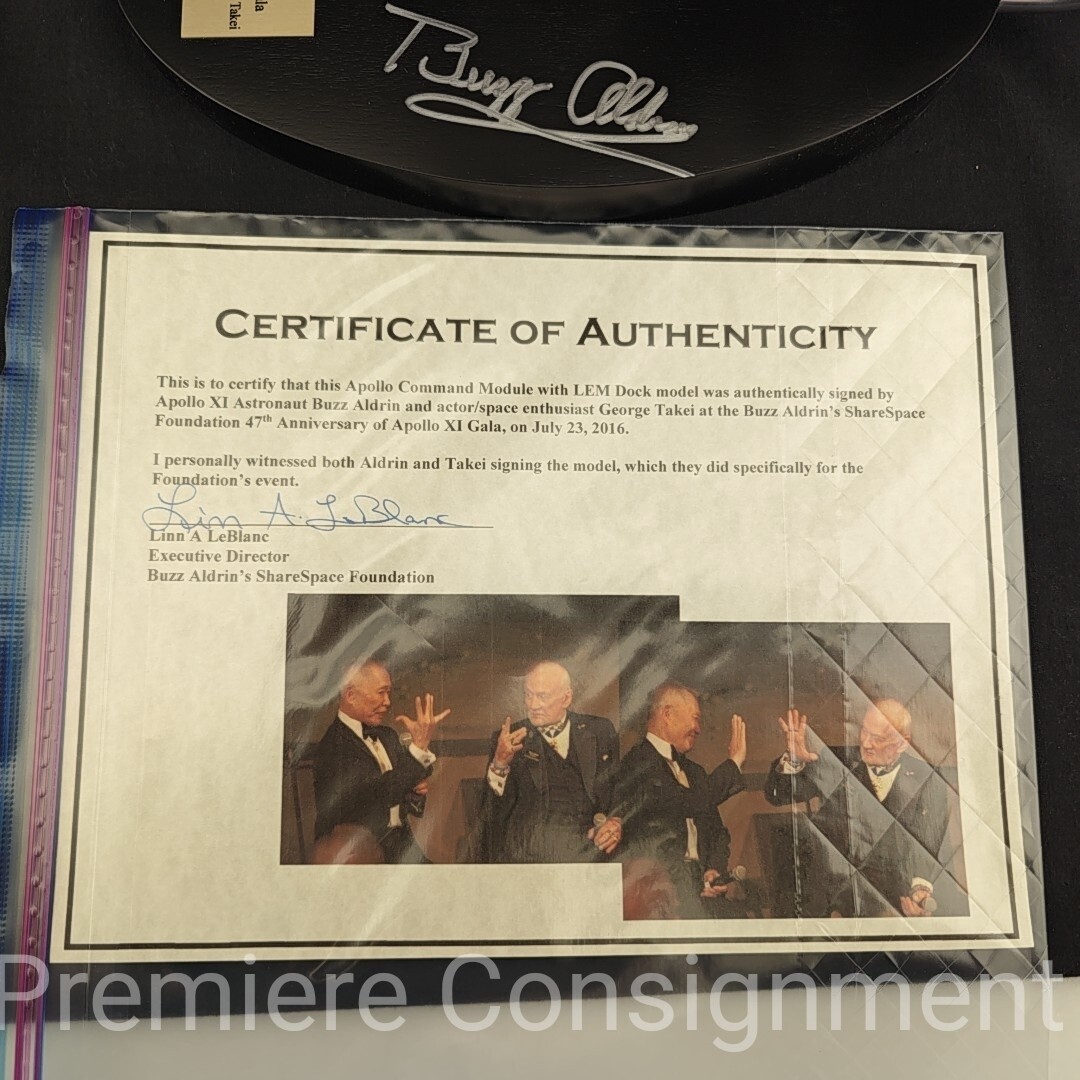 la
Takei
Buzz Aldrin
CERTIFICATE OF AUTHENTICITY
This is to certify that this Apollo Command Module with LEM Dock model was authentically signed by
Apollo XI Astronaut Buzz Aldrin and actor/space enthusiast George Takei at the Buzz Aldrin's ShareSpace
Foundation 47th Anniversary of Apollo XI Gala, on July 23, 2016.
I personally witnessed both Aldrin and Takei signing the model, which they did specifically for the
Foundation's event.
Linn A. LeBlanc
Linn A LeBlanc
Executive Director
Buzz Aldrin's ShareSpace Foundation
Premiere Consignment